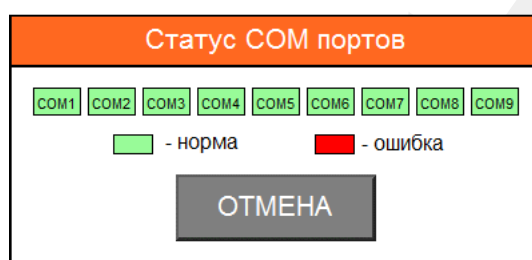 Статус COM портов
COM1 COM2 COM3 COM4 COM5 COM6 COM7 COM8 COM9
- норма - ошибка
ОТМЕНА